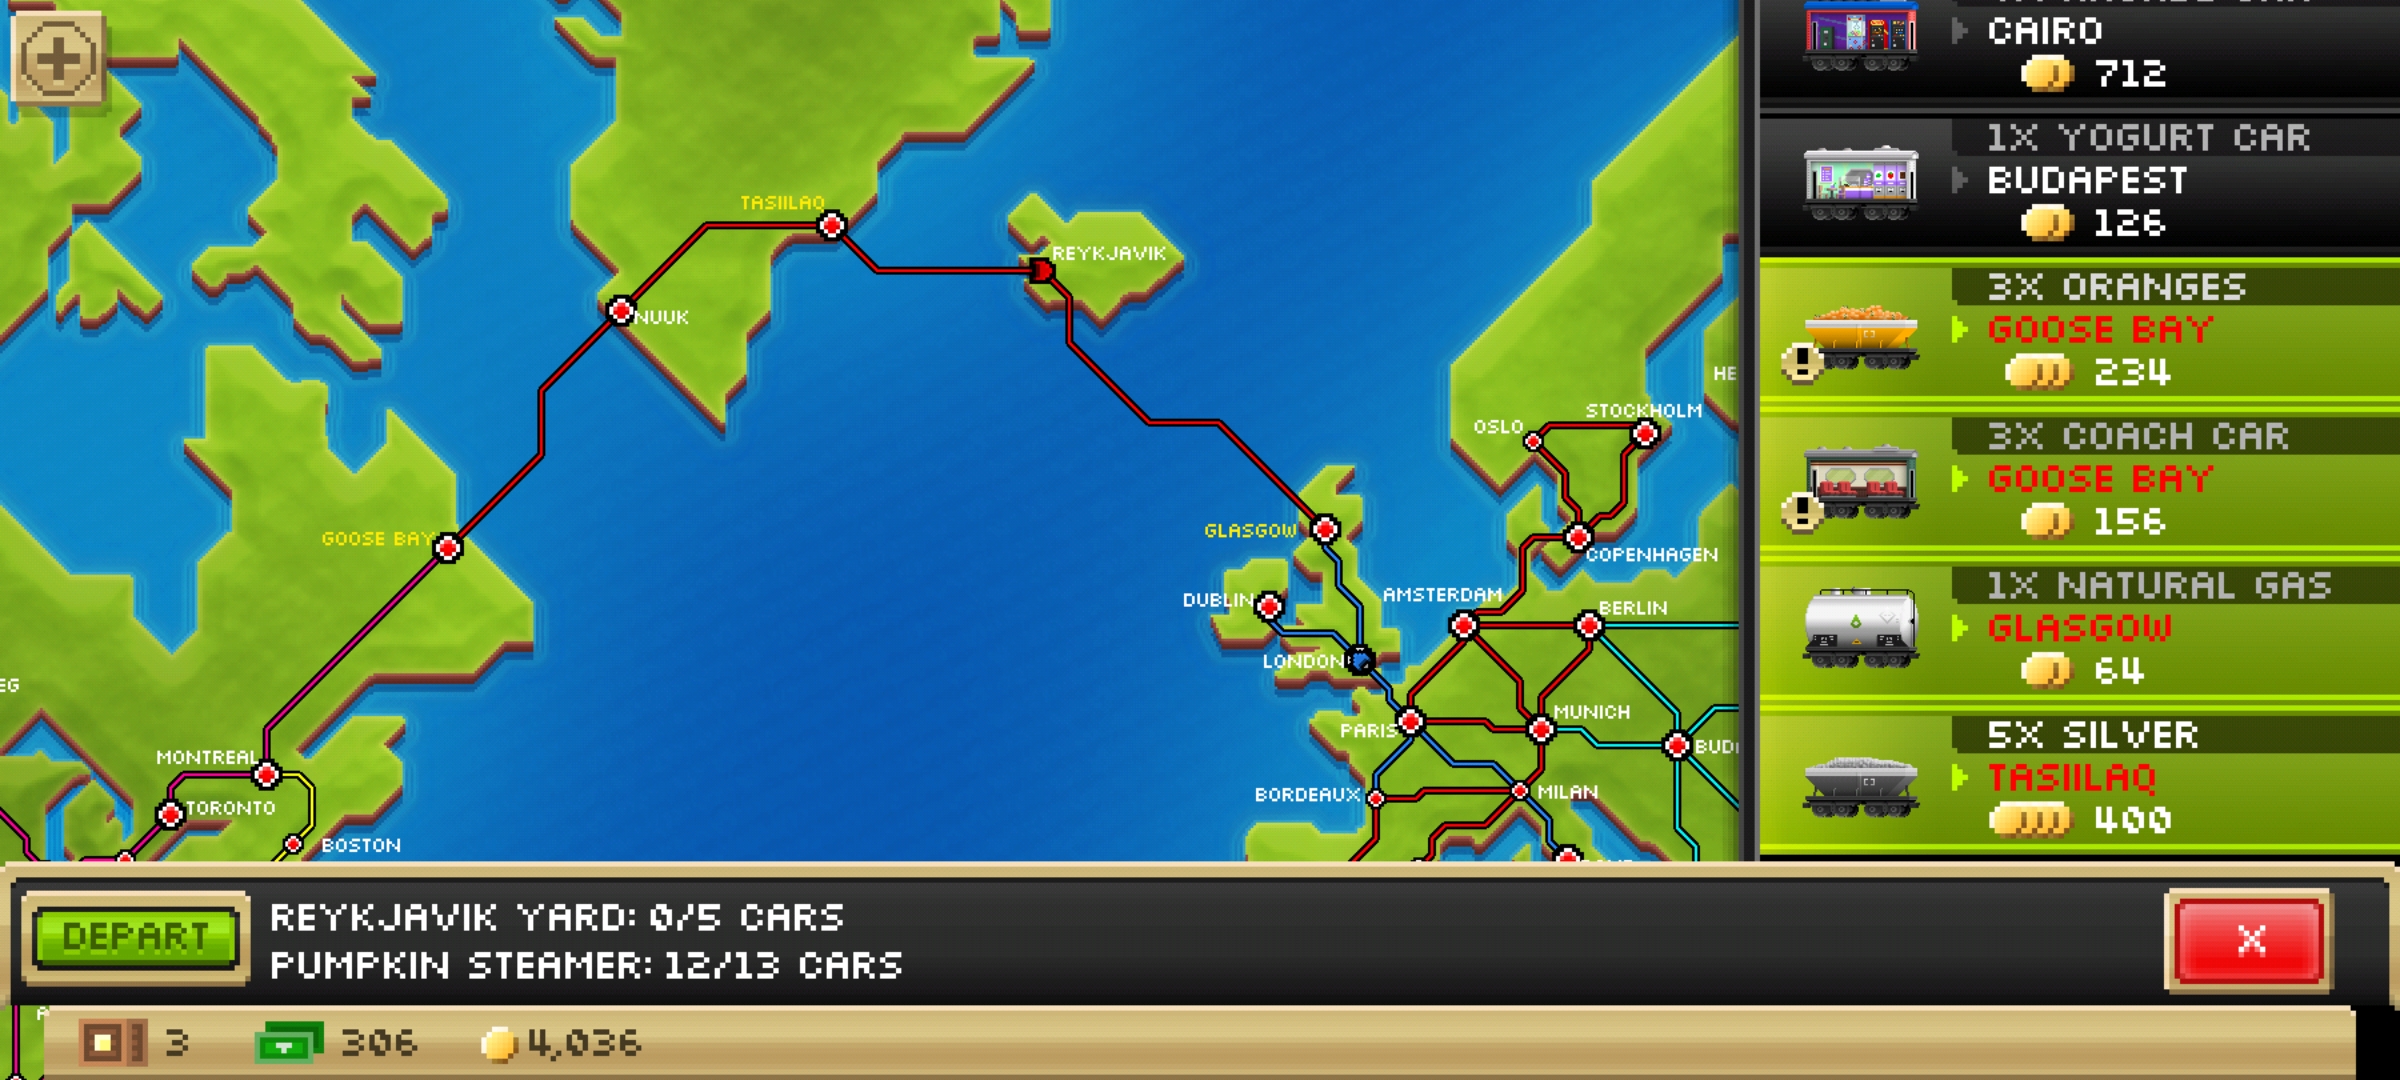 CAIRO
712
1X YOGURT CAR
BUDAPEST
126
3X ORANGES
GOOSE BAY
234
3X COACH CAR
GOOSE BAY
156
1X NATURAL GAS
GLASGOW
64
5X SILVER
TASIILAQ
400
TASIILAQ
REYKJAVIK
NUUK
HE
STOCKHOLM
OSLO
GLASGOW
GOOSE BAY
COPENHAGEN
AMSTERDAM
DUBLIN
BERLIN
LONDON
EG
MUNICH
PARIS
BUD
MONTREAL
BORDEAUX
MILAN
TORONTO
BOSTON
DEPART
REYKJAVIK YARD: 0/5 CARS
PUMPKIN STEAMER: 12/13 CARS
X
3
306
4,036